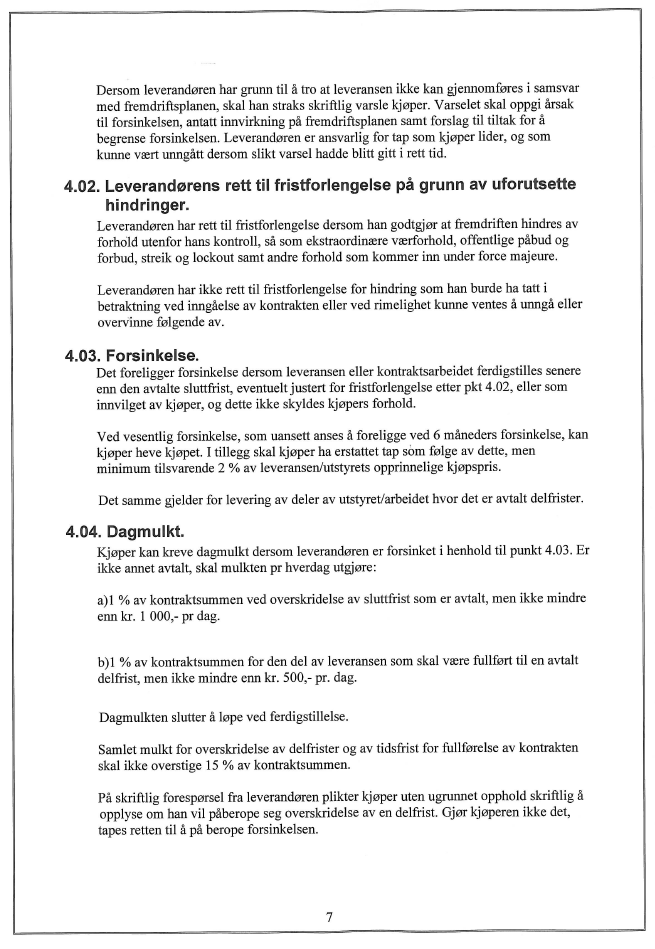 Dersom leverandøren har grunn til å tro at leveransen ikke kan gjennomføres i samsvar
med fremdriftsplanen, skal han straks skriftlig varsle kjøper. Varselet skal oppgi årsak
til forsinkelsen, antatt innvirkning på fremdriftsplanen samt forslag til tiltak for å
begrense forsinkelsen. Leverandøren er ansvarlig for tap som kjøper lider, og som
kunne vært unngått dersom slikt varsel hadde blitt gitt i rett tid.
4.02. Leverandørens rett til fristforlengelse på grunn av uforutsette
hindringer.
Leverandøren har rett til fristforlengelse dersom han godtgjør at fremdriften hindres av
forhold utenfor hans kontroll, så som ekstraordinære værforhold, offentlige påbud og
forbud, streik og lockout samt andre forhold som kommer inn under force majeure.
Leverandøren har ikke rett til fristforlengelse for hindring som han burde ha tatt i
betraktning ved inngåelse av kontrakten eller ved rimelighet kunne ventes å unngå eller
overvinne følgende av.
4.03. Forsinkelse.
Det foreligger forsinkelse dersom leveransen eller kontraktsarbeidet ferdigstilles senere
enn den avtalte sluttfrist, eventuelt justert for fristforlengelse etter pkt 4.02, eller som
innvilget av kjøper, og dette ikke skyldes kjøpers forhold.
Ved vesentlig forsinkelse, som uansett anses å foreligge ved 6 måneders forsinkelse, kan
kjøper heve kjøpet. I tillegg skal kjøper ha erstattet tap som følge av dette, men
minimum tilsvarende 2 % av leveransen/utstyrets opprinnelige kjøpspris.
Det samme gjelder for levering av deler av utstyret/arbeidet hvor det er avtalt delfrister.
4.04. Dagmulkt.
Kjøper kan kreve dagmulkt dersom leverandøren er forsinket i henhold til punkt 4.03. Er
ikke annet avtalt, skal mulkten pr hverdag utgjøre:
a)1 % av kontraktsummen ved overskridelse av sluttfrist som er avtalt, men ikke mindre
enn kr. 1 000,- pr dag.
b)1 % av kontraktsummen for den del av leveransen som skal være fullført til en avtalt
delfrist, men ikke mindre enn kr. 500,- pr. dag.
Dagmulkten slutter å løpe ved ferdigstillelse.
Samlet mulkt for overskridelse av delfrister og av tidsfrist for fullførelse av kontrakten
skal ikke overstige 15 % av kontraktsummen.
På skriftlig forespørsel fra leverandøren plikter kjøper uten ugrunnet opphold skriftlig å
opplyse om han vil påberope seg overskridelse av en delfrist. Gjør kjøperen ikke det,
tapes retten til å på berope forsinkelsen.
7